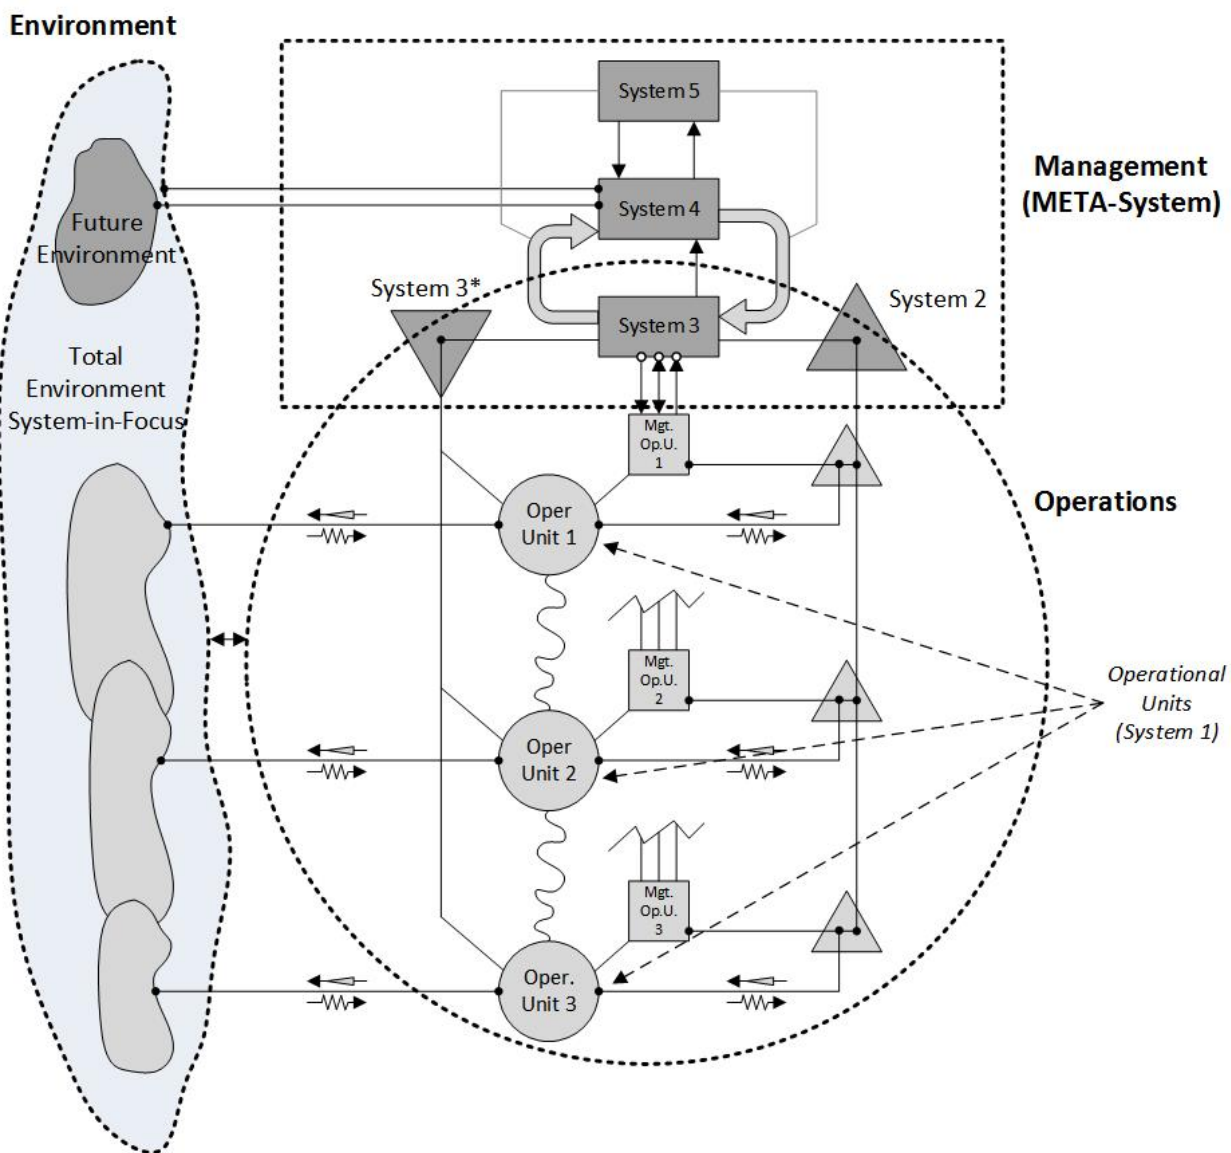 Environment
System 5
Management
(META-System)
System 4
Future
Environment
System 3*
System 2
System 3
Total
Environment
System-in-Focus
Mgt.
Op.U.
1
Operations
Oper
Unit 1
Mgt.
Op.U.
2
Operational
Units
(System 1)
Oper
Unit 2
Mgt.
Op.U.
3
Oper.
Unit 3